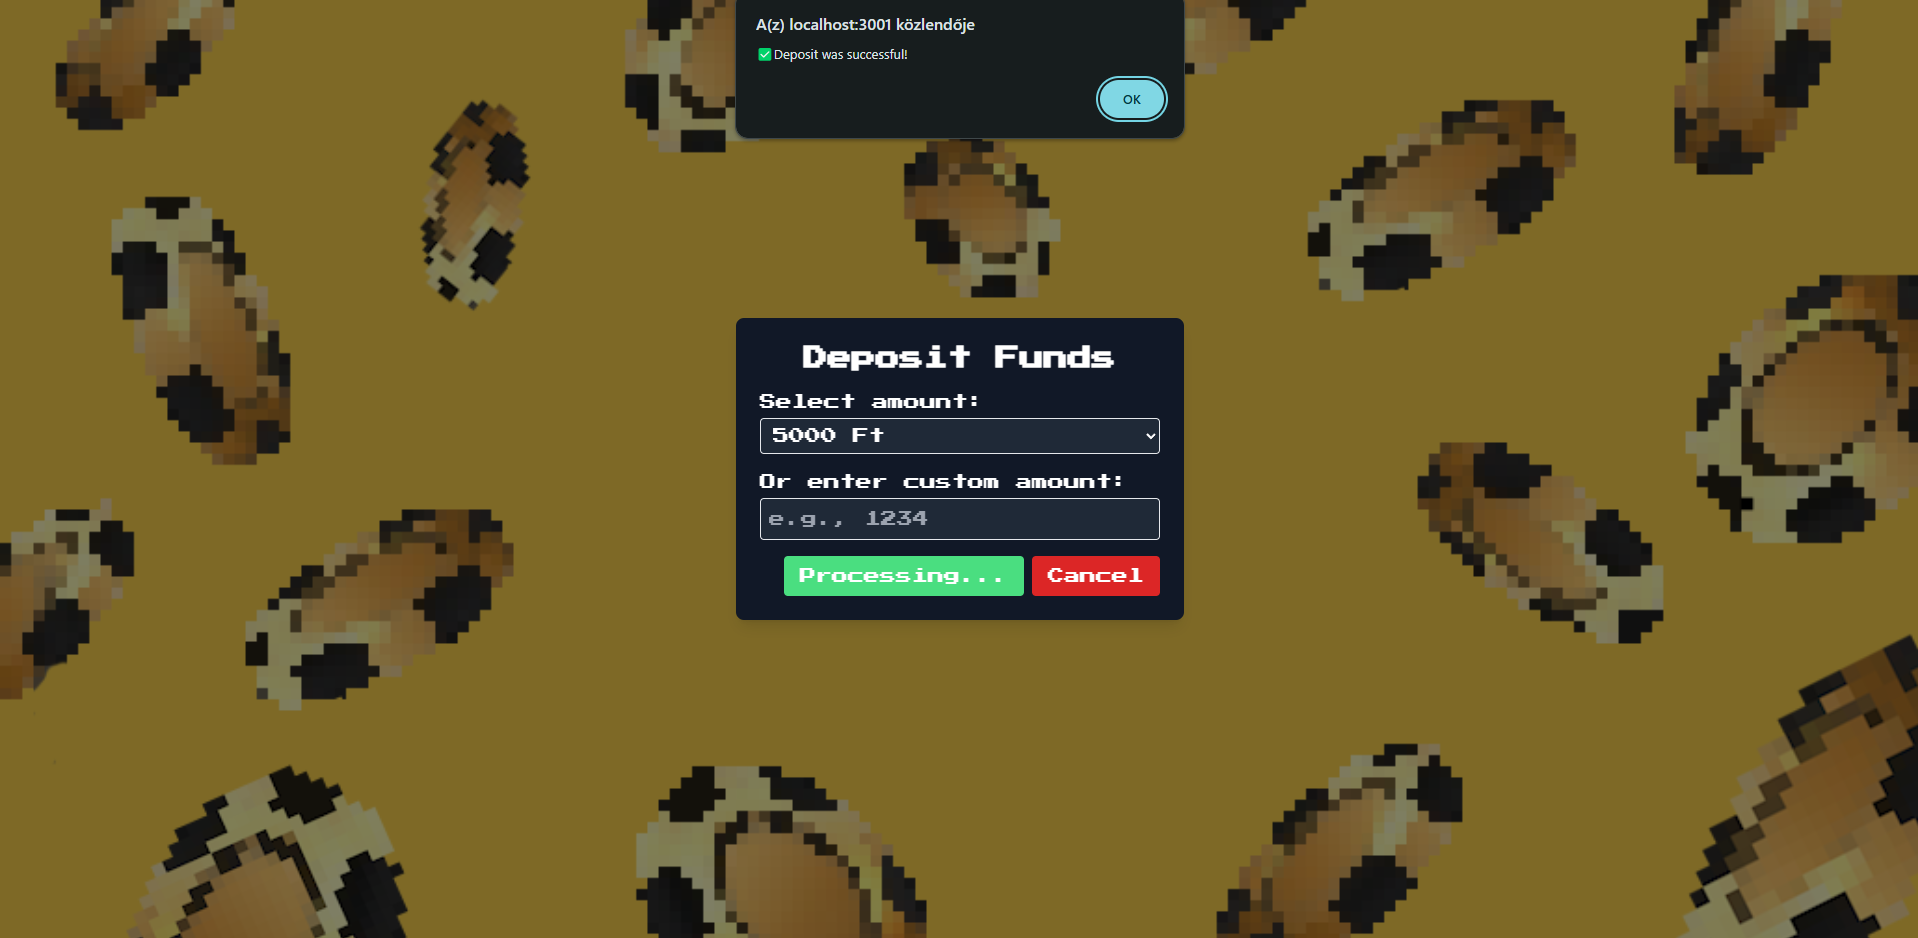 A(z) localhost:3001 közlendője
✅Deposit was successful!
OK
Deposit Funds
Select amount:
5000 Ft
Or enter custom amount:
e.g., 1234
Processing...
Cancel